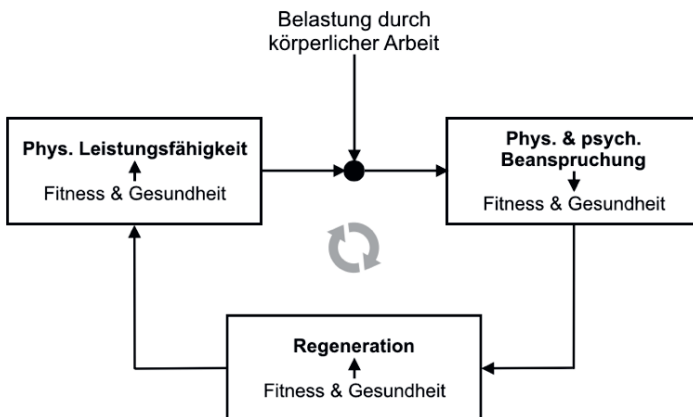 Belastung durch
körperlicher Arbeit
Phys. Leistungsfähigkeit
Fitness & Gesundheit
Phys. & psych.
Beanspruchung
Fitness & Gesundheit
Regeneration
Fitness & Gesundheit